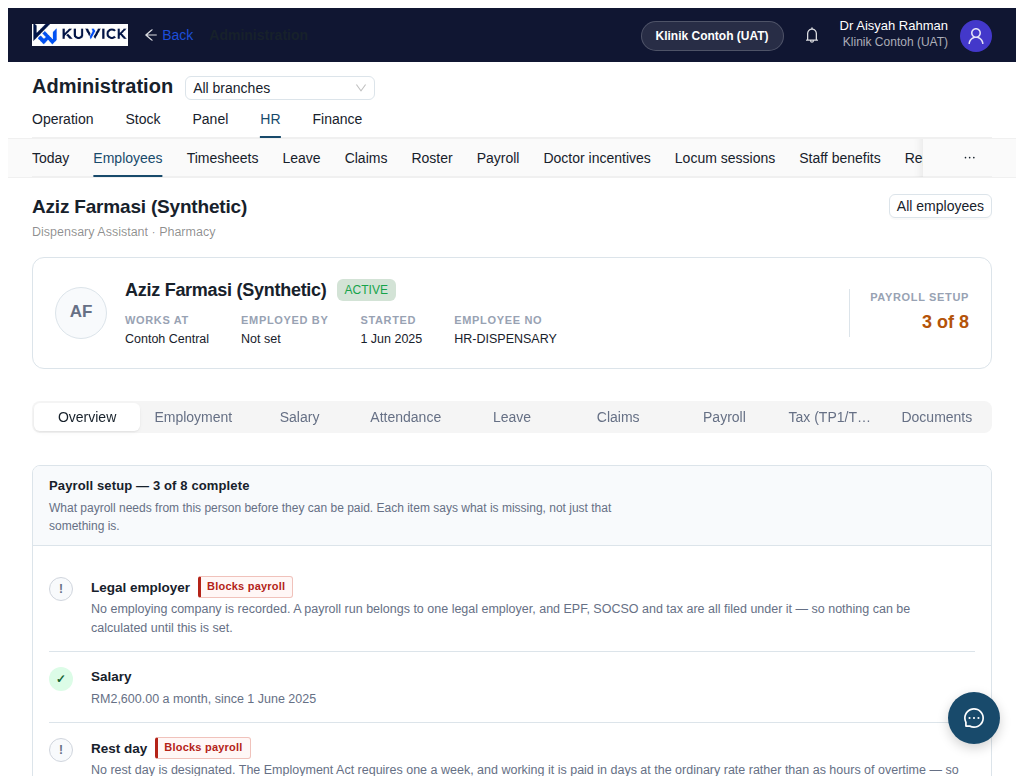 KUWICK
Back
Administration
Klinik Contoh (UAT)
Dr Aisyah Rahman
Klinik Contoh (UAT)
Administration
All branches
Operation
Stock
Panel
HR
Finance
Today
Employees
Timesheets
Leave
Claims
Roster
Payroll
Doctor incentives
Locum sessions
Staff benefits
Re
···
Aziz Farmasi (Synthetic)
All employees
Dispensary Assistant · Pharmacy
AF
Aziz Farmasi (Synthetic)
ACTIVE
WORKS AT
Contoh Central
EMPLOYED BY
Not set
STARTED
1 Jun 2025
EMPLOYEE NO
HR-DISPENSARY
PAYROLL SETUP
3 of 8
Overview
Employment
Salary
Attendance
Leave
Claims
Payroll
Tax (TP1/T…
Documents
Payroll setup — 3 of 8 complete
What payroll needs from this person before they can be paid. Each item says what is missing, not just that
something is.
!
Legal employer
Blocks payroll
No employing company is recorded. A payroll run belongs to one legal employer, and EPF, SOCSO and tax are all filed under it — so nothing can be
calculated until this is set.
✓
Salary
RM2,600.00 a month, since 1 June 2025
!
Rest day
Blocks payroll
No rest day is designated. The Employment Act requires one a week, and working it is paid in days at the ordinary rate rather than as hours of overtime — so